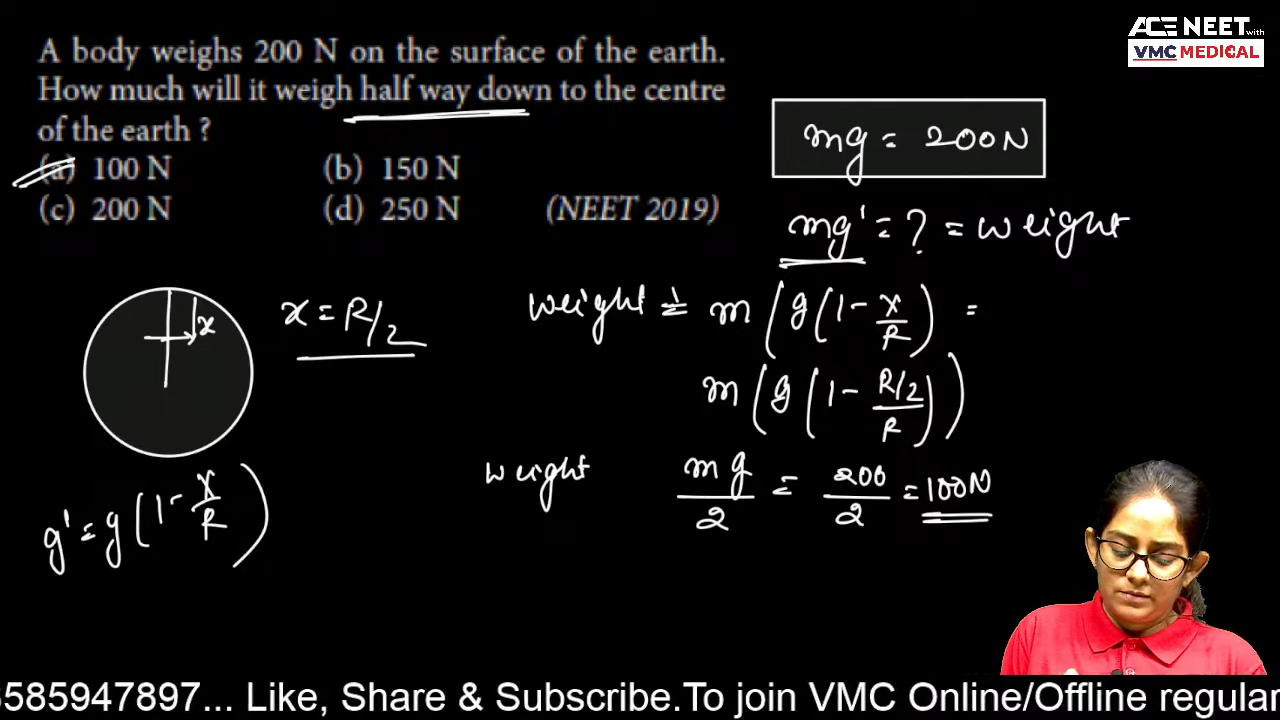 ACE NEET with
VMC MEDICAL
A body weighs 200 N on the surface of the earth.
How much will it weigh half way down to the centre
of the earth ?
(a) 100 N (b) 150 N
(c) 200 N (d) 250 N (NEET 2019)
mg = 200N
mg' = ? = weight
x = R/2
x
weight = m(g(1 - x/R) =
m(g(1 - R/2/R))
weight mg/2 = 200/2 = 100N
g' = g(1 - x/R)
585947897... Like, Share & Subscribe.To join VMC Online/Offline regular